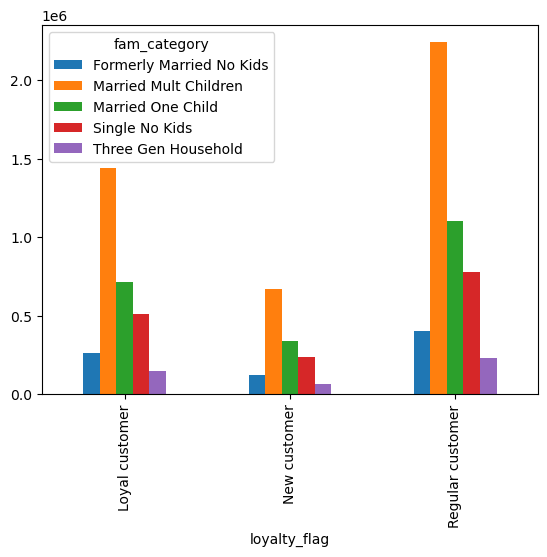 1e6
fam_category
Formerly Married No Kids
Married Mult Children
Married One Child
Single No Kids
Three Gen Household
2.0
1.5
1.0
0.5
0.0
Loyal customer
New customer
Regular customer
loyalty_flag